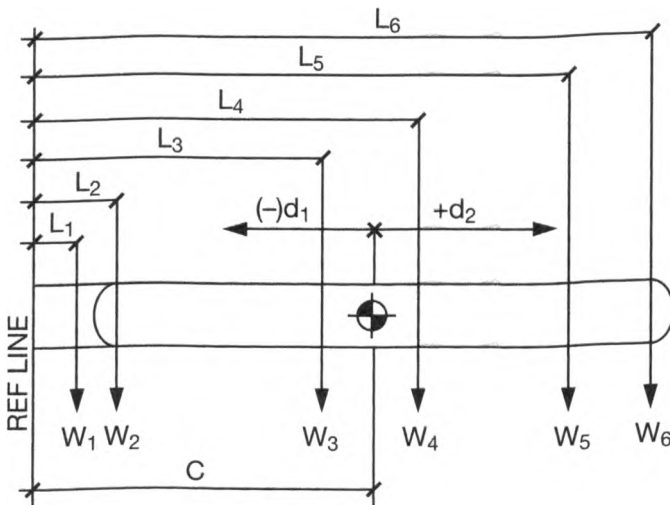 L₆
L₅
L₄
L₃
L₂
L₁
(–)d₁ +d₂
REF LINE
W₁ W₂ W₃ W₄ W₅ W₆
C